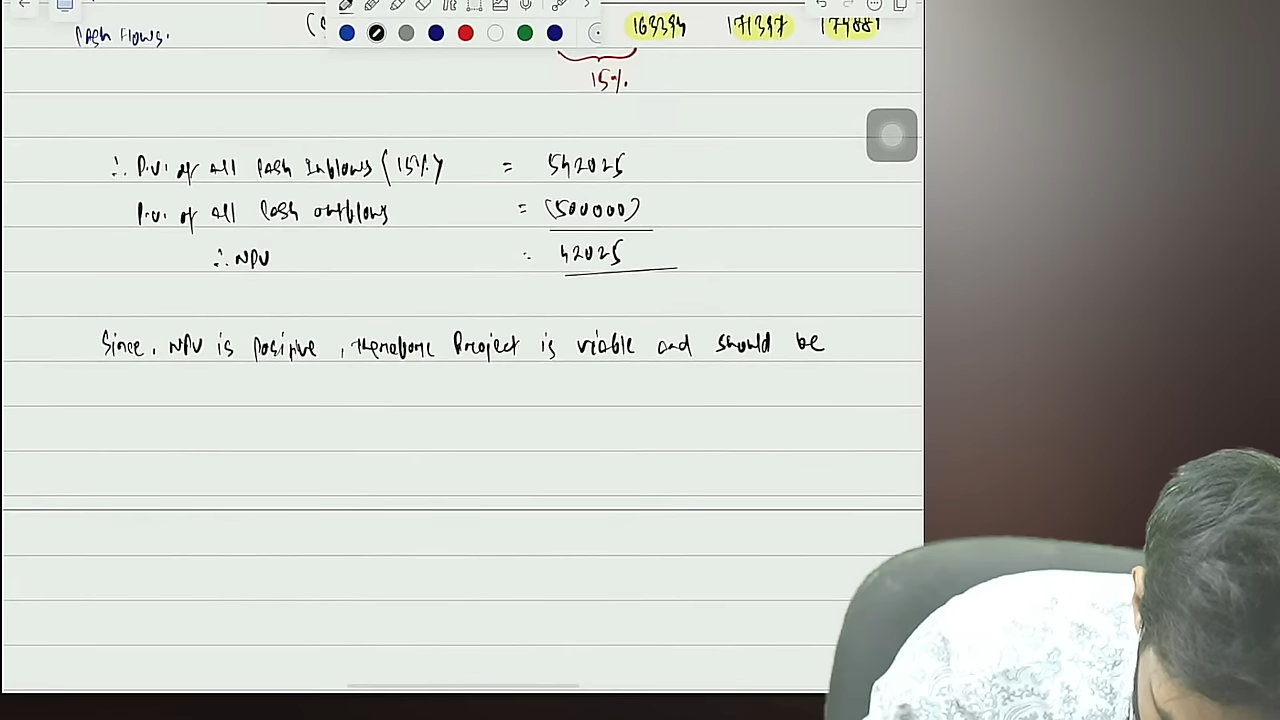 Cash flows. 163394 171397
15%
∴ P.V. of all Cash Inflows (15%) = 542025
P.V. of all Cash outflows = (500000)
∴ NPV = 42025
Since, NPV is positive, therefore Project is viable and should be